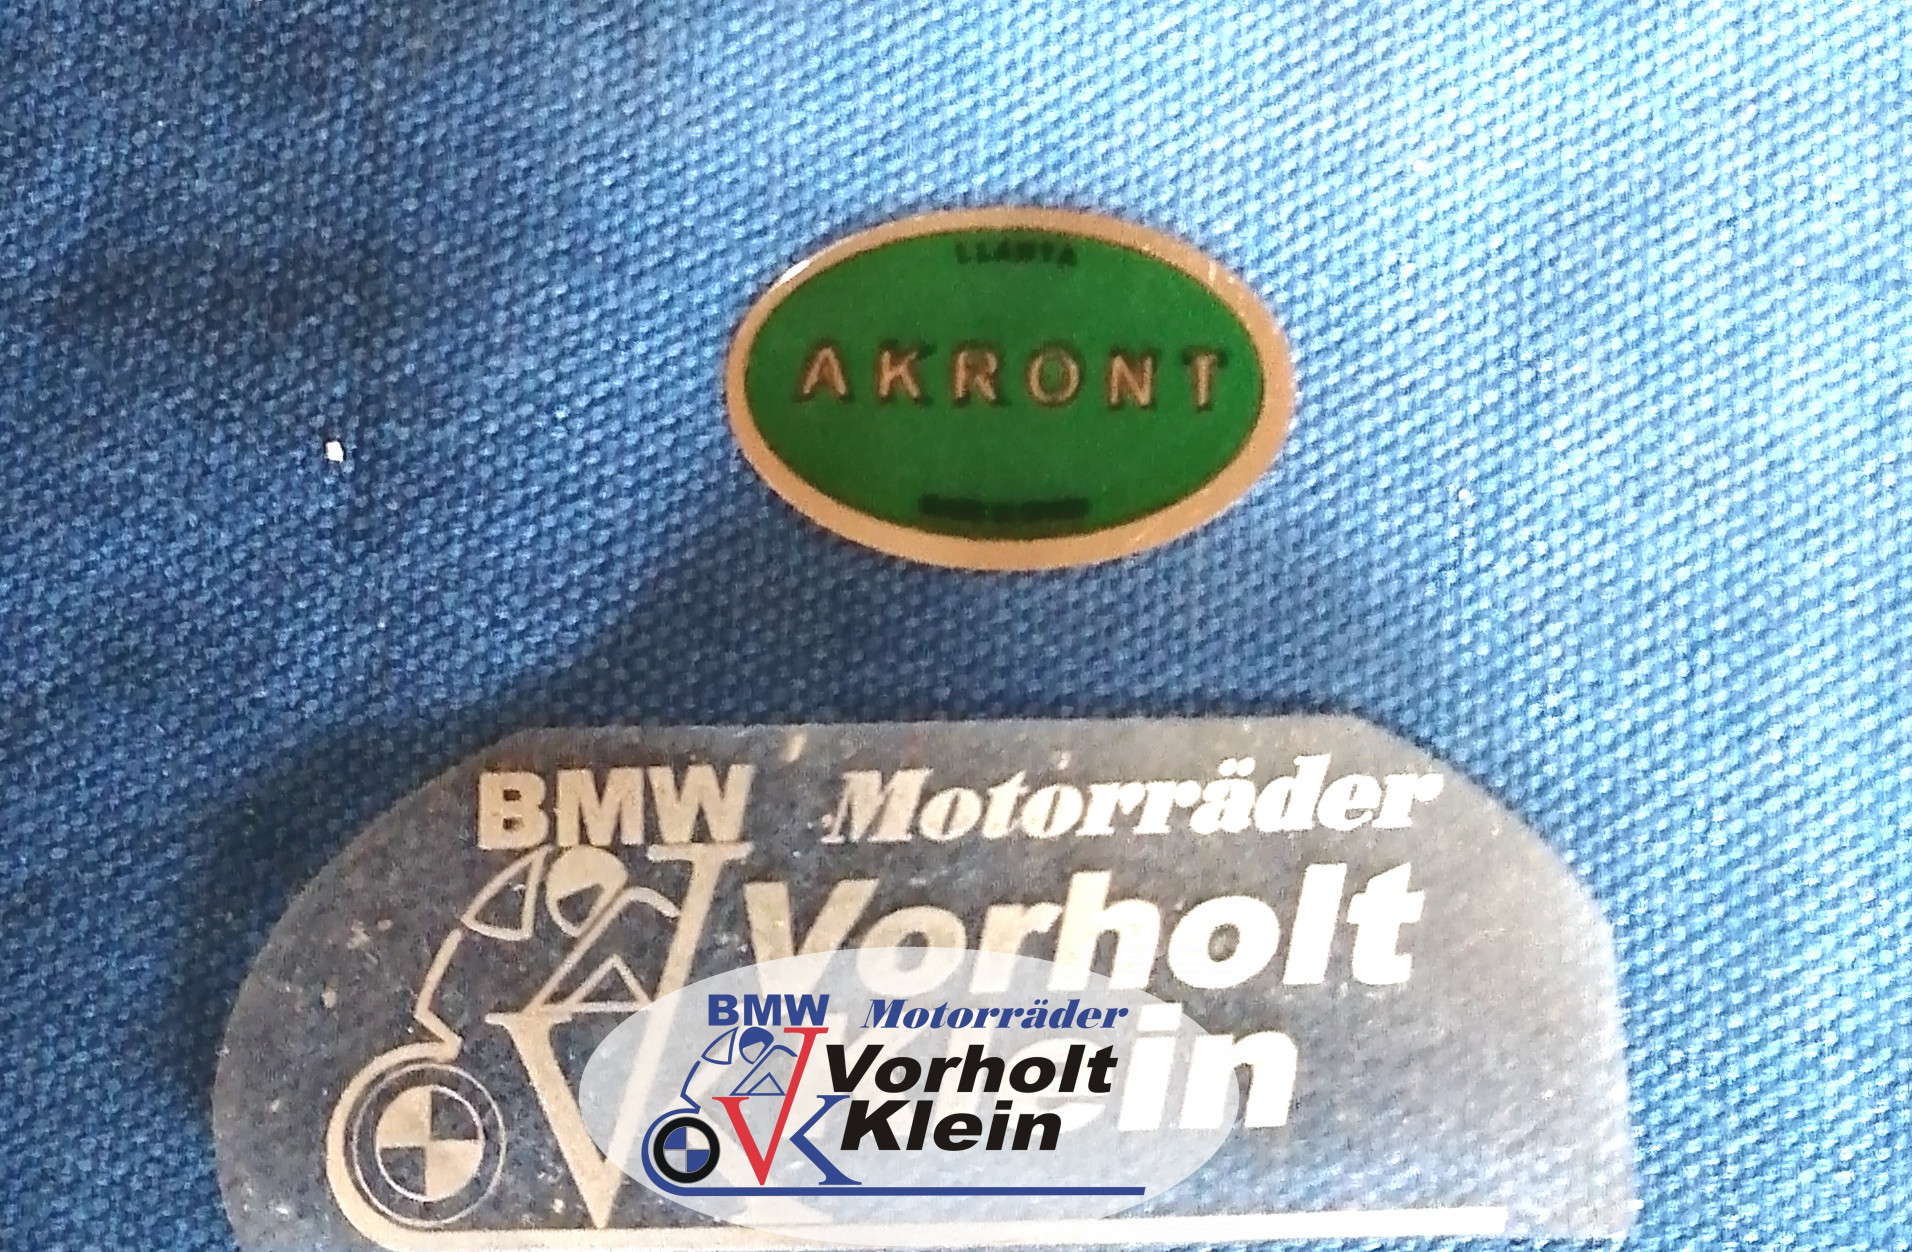 LLANTA
AKRONT
BMW Motorräder
Vorholt
Klein
BMW Motorräder
Vorholt
Klein